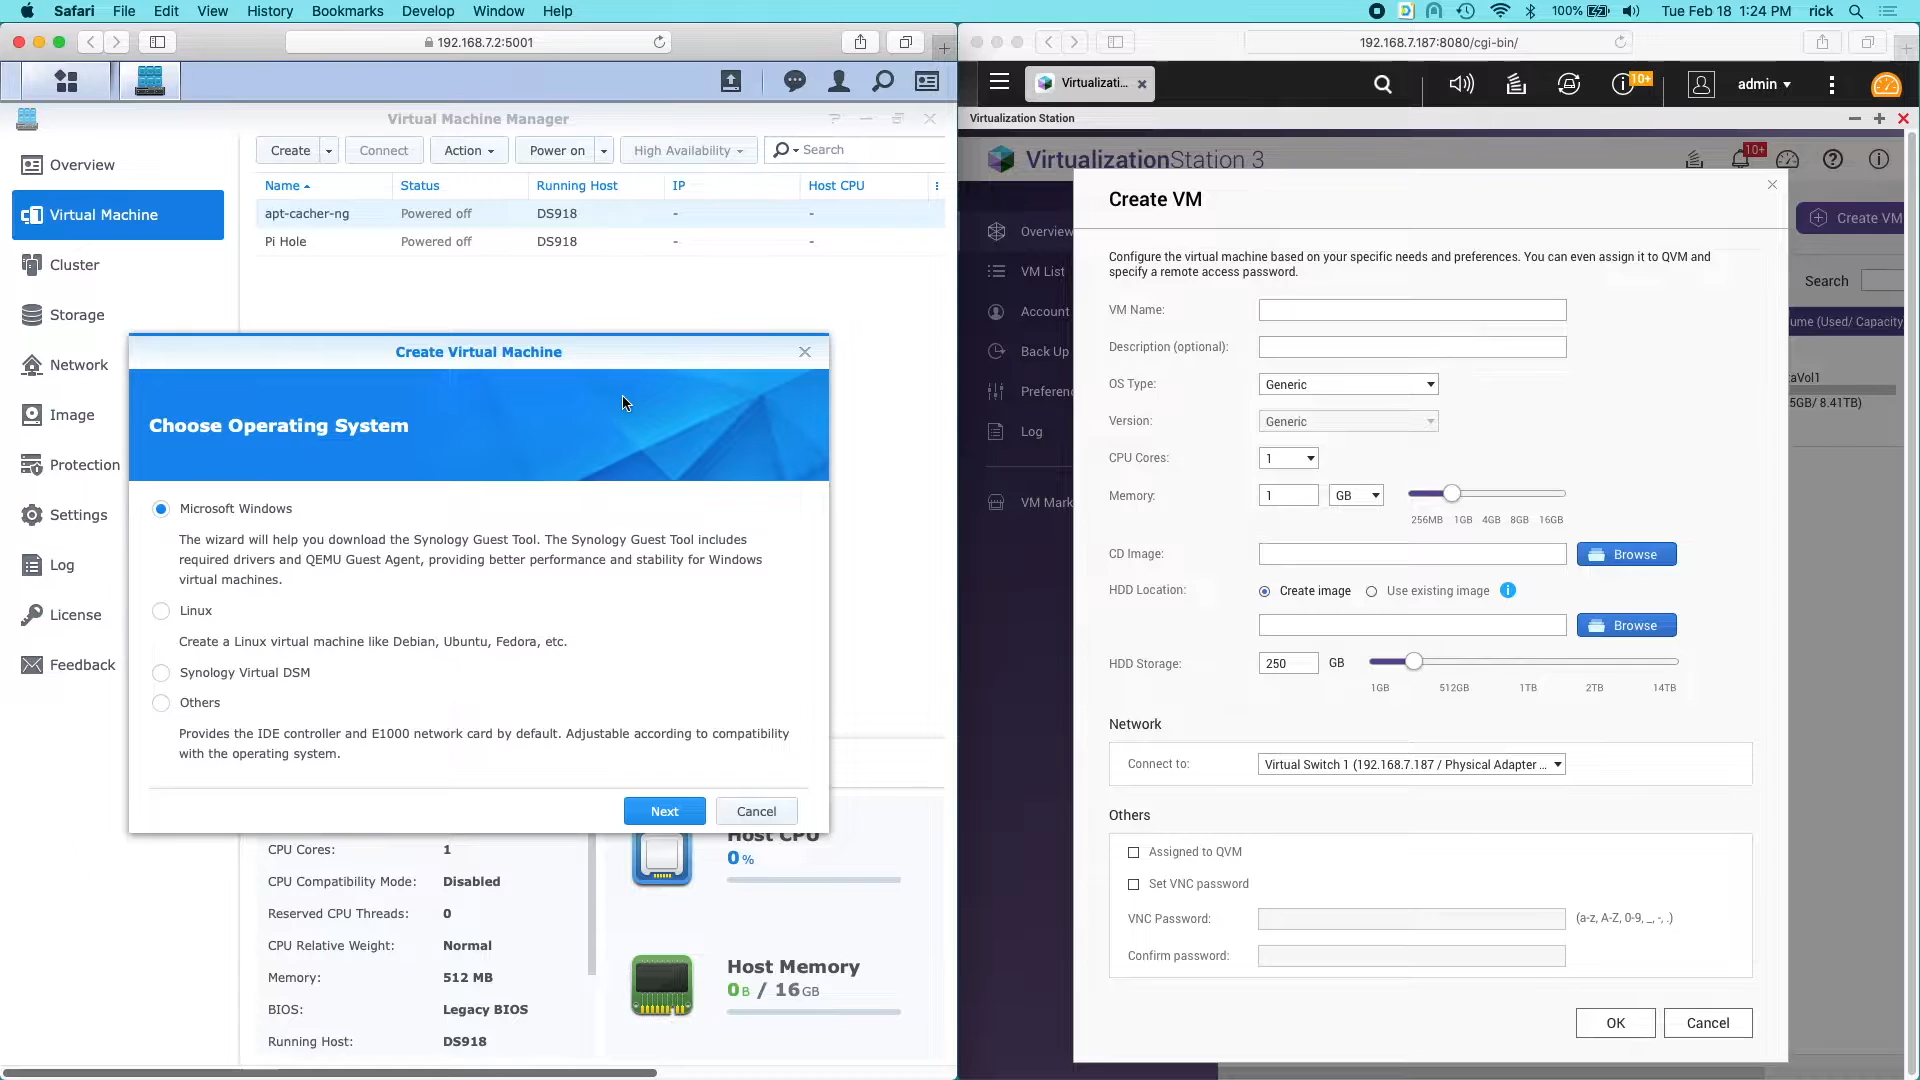 Safari File Edit View History Bookmarks Develop Window Help
100% Tue Feb 18 1:24 PM rick
192.168.7.2:5001
Virtual Machine Manager
Overview
Virtual Machine
Cluster
Storage
Network
Image
Protection
Settings
Log
License
Feedback
Create Connect Action Power on High Availability Search
Name Status Running Host IP Host CPU
apt-cacher-ng Powered off DS918 - -
Pi Hole Powered off DS918 - -
Create Virtual Machine
Choose Operating System
Microsoft Windows
The wizard will help you download the Synology Guest Tool. The Synology Guest Tool includes
required drivers and QEMU Guest Agent, providing better performance and stability for Windows
virtual machines.
Linux
Create a Linux virtual machine like Debian, Ubuntu, Fedora, etc.
Synology Virtual DSM
Others
Provides the IDE controller and E1000 network card by default. Adjustable according to compatibility
with the operating system.
Next Cancel
CPU Cores: 1
CPU Compatibility Mode: Disabled
Reserved CPU Threads: 0
CPU Relative Weight: Normal
Memory: 512 MB
BIOS: Legacy BIOS
Running Host: DS918
Host CPU
0 %
Host Memory
0 B / 16 GB
192.168.7.187:8080/cgi-bin/
Virtualizati... 10+ admin
Virtualization Station
VirtualizationStation 3 10+
Overview
VM List
Account
Back Up
Preferen
Log
VM Mark
Create VM
Search
ume (Used/ Capacity
taVol1
5GB/ 8.41TB)
Create VM
Configure the virtual machine based on your specific needs and preferences. You can even assign it to QVM and
specify a remote access password.
VM Name:
Description (optional):
OS Type: Generic
Version: Generic
CPU Cores: 1
Memory: 1 GB
256MB 1GB 4GB 8GB 16GB
CD Image: Browse
HDD Location: Create image Use existing image
Browse
HDD Storage: 250 GB
1GB 512GB 1TB 2TB 14TB
Network
Connect to: Virtual Switch 1 (192.168.7.187 / Physical Adapter ...
Others
Assigned to QVM
Set VNC password
VNC Password: (a-z, A-Z, 0-9, _, -, .)
Confirm password:
OK Cancel